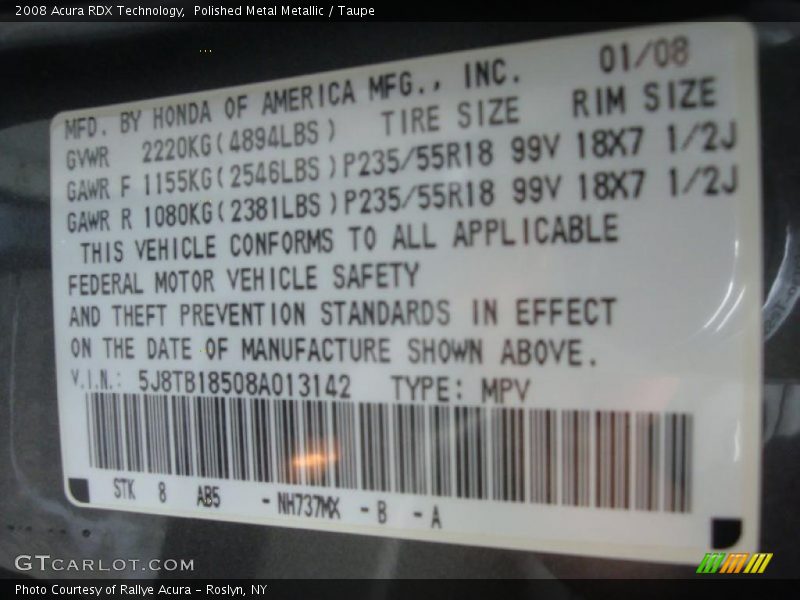 2008 Acura RDX Technology,  Polished Metal Metallic / Taupe
01/08
MFD. BY HONDA OF AMERICA MFG., INC.
TIRE SIZE RIM SIZE
GVWR 2220KG(4894LBS)
GAWR F 1155KG(2546LBS)P235/55R18 99V 18X7 1/2J
GAWR R 1080KG(2381LBS)P235/55R18 99V 18X7 1/2J
THIS VEHICLE CONFORMS TO ALL APPLICABLE
FEDERAL MOTOR VEHICLE SAFETY
AND THEFT PREVENTION STANDARDS IN EFFECT
ON THE DATE OF MANUFACTURE SHOWN ABOVE.
V.I.N.: 5J8TB18508A013142 TYPE: MPV
STK 8 AB5 -NH737MX -B -A
GTCARLOT.COM
Photo Courtesy of Rallye Acura - Roslyn, NY